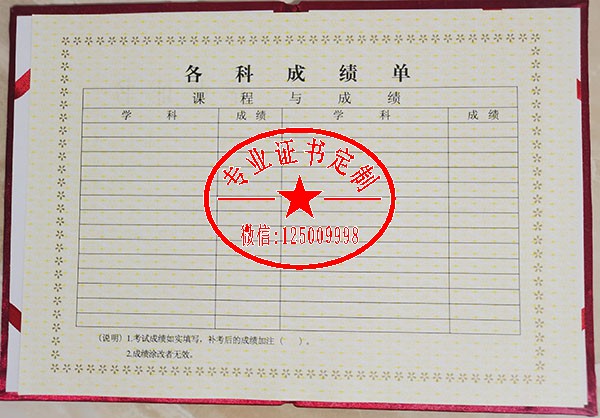 各科成绩单
课程与成绩
学科 成绩 学科 成绩
专业证书定制
微信:125009998
(说明) 1.考试成绩如实填写，补考后的成绩加注（ ）。
2.成绩涂改者无效。